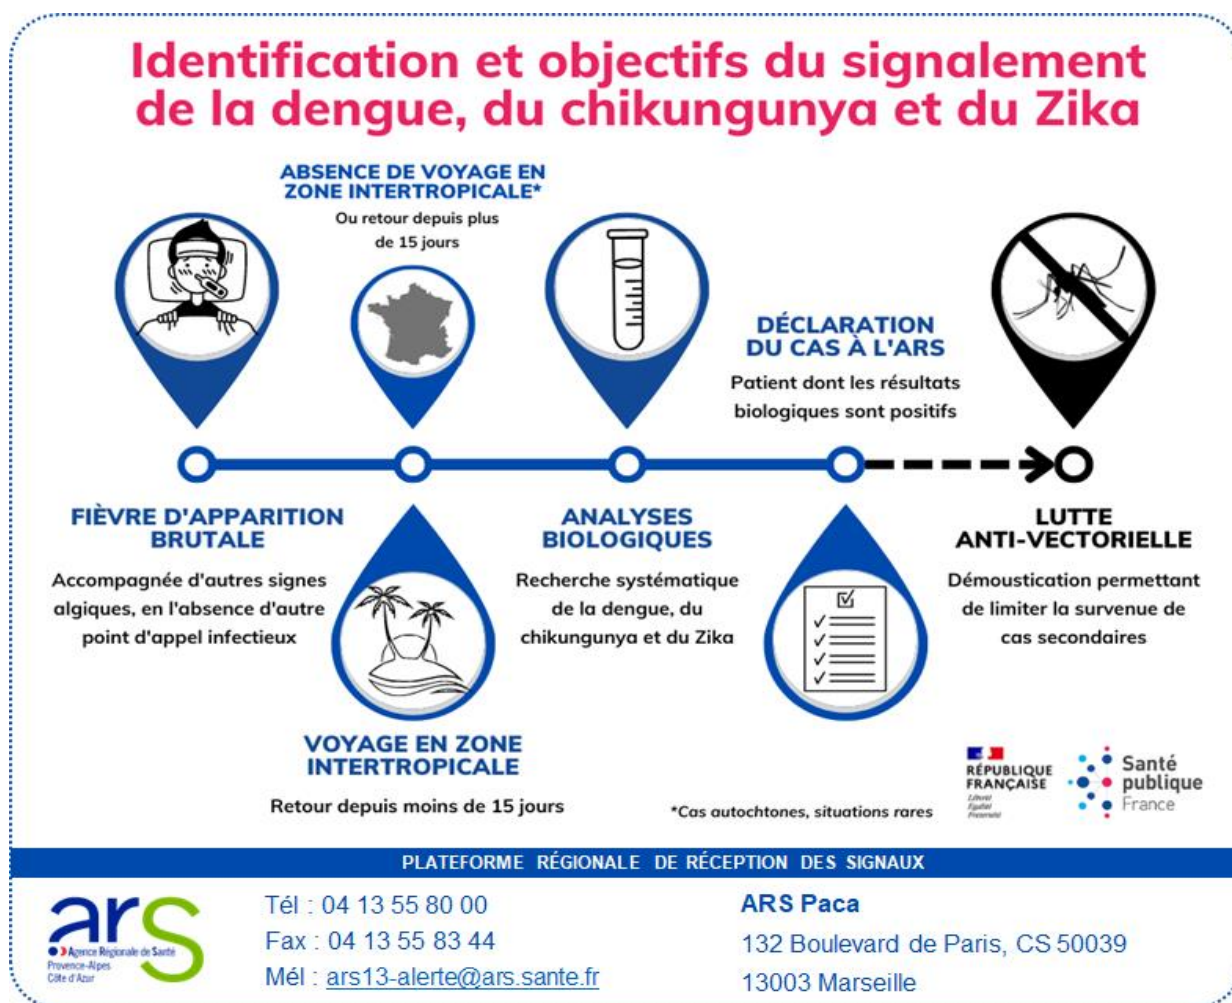 Identification et objectifs du signalement
de la dengue, du chikungunya et du Zika
ABSENCE DE VOYAGE EN
ZONE INTERTROPICALE*
Ou retour depuis plus
de 15 jours
DÉCLARATION
DU CAS À L'ARS
Patient dont les résultats
biologiques sont positifs
FIÈVRE D'APPARITION
BRUTALE
Accompagnée d'autres signes
algiques, en l'absence d'autre
point d'appel infectieux
ANALYSES
BIOLOGIQUES
Recherche systématique
de la dengue, du
chikungunya et du Zika
LUTTE
ANTI-VECTORIELLE
Démoustication permettant
de limiter la survenue de
cas secondaires
VOYAGE EN ZONE
INTERTROPICALE
Retour depuis moins de 15 jours
*Cas autochtones, situations rares
RÉPUBLIQUE
FRANÇAISE
Liberté
Égalité
Fraternité
Santé
publique
France
PLATEFORME RÉGIONALE DE RÉCEPTION DES SIGNAUX
ars
Agence Régionale de Santé
Provence-Alpes
Côte d'Azur
Tél : 04 13 55 80 00
Fax : 04 13 55 83 44
Mél : ars13-alerte@ars.sante.fr
ARS Paca
132 Boulevard de Paris, CS 50039
13003 Marseille